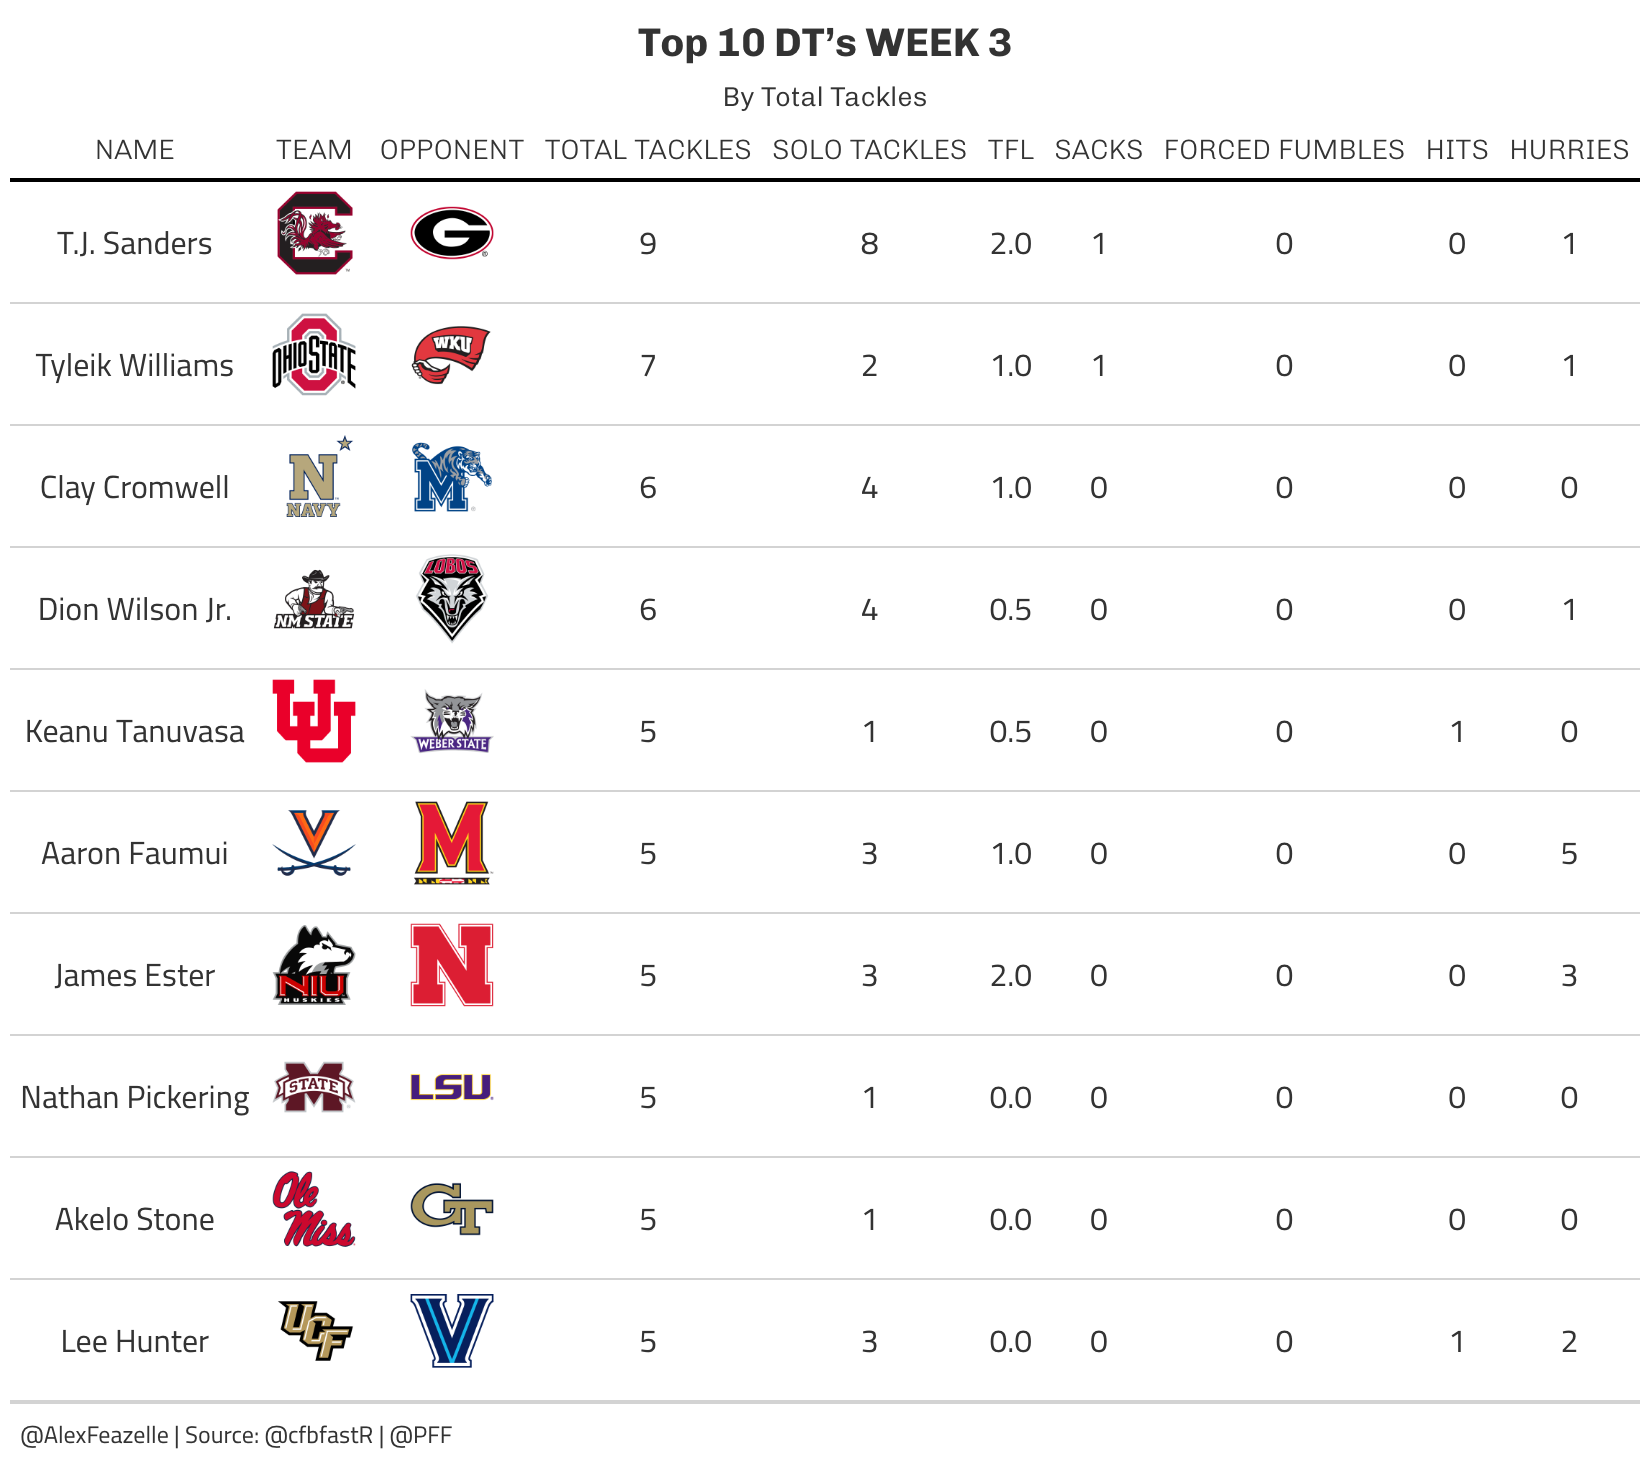 Top 10 DT’s WEEK 3
By Total Tackles
NAME TEAM OPPONENT TOTAL TACKLES SOLO TACKLES TFL SACKS FORCED FUMBLES HITS HURRIES
T.J. Sanders C G 9 8 2.0 1 0 0 1
Tyleik Williams OHIO STATE WKU 7 2 1.0 1 0 0 1
Clay Cromwell N NAVY M 6 4 1.0 0 0 0 0
Dion Wilson Jr. NM STATE LOBOS 6 4 0.5 0 0 0 1
Keanu Tanuvasa UU WEBER STATE 5 1 0.5 0 0 1 0
Aaron Faumui V M 5 3 1.0 0 0 0 5
James Ester NIU HUSKIES N 5 3 2.0 0 0 0 3
Nathan Pickering M STATE LSU 5 1 0.0 0 0 0 0
Akelo Stone Ole Miss GT 5 1 0.0 0 0 0 0
Lee Hunter UCF V 5 3 0.0 0 0 1 2
@AlexFeazelle | Source: @cfbfastR | @PFF